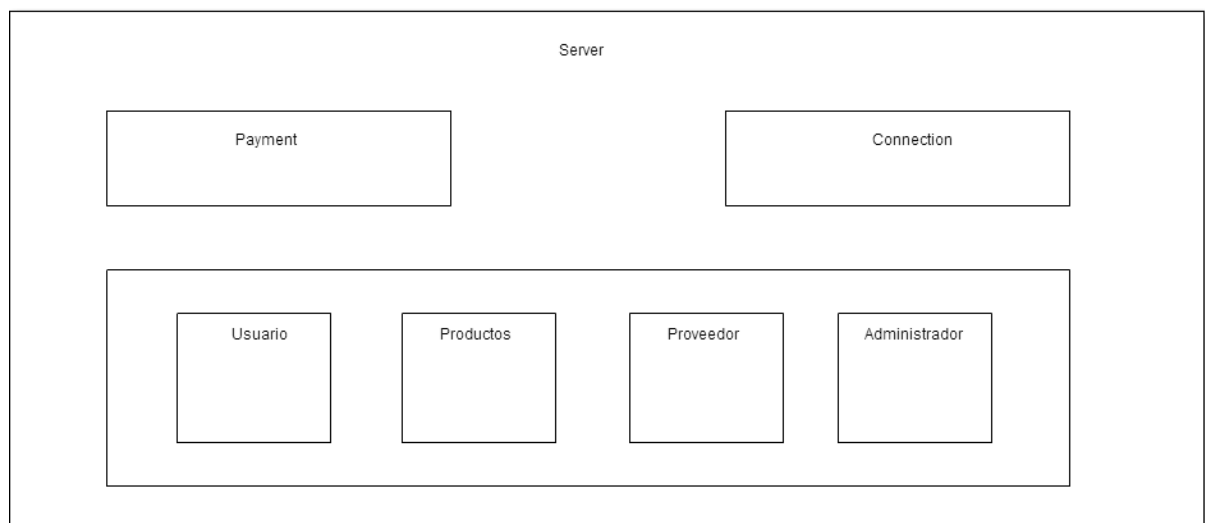 Server
Payment
Connection
Usuario
Productos
Proveedor
Administrador